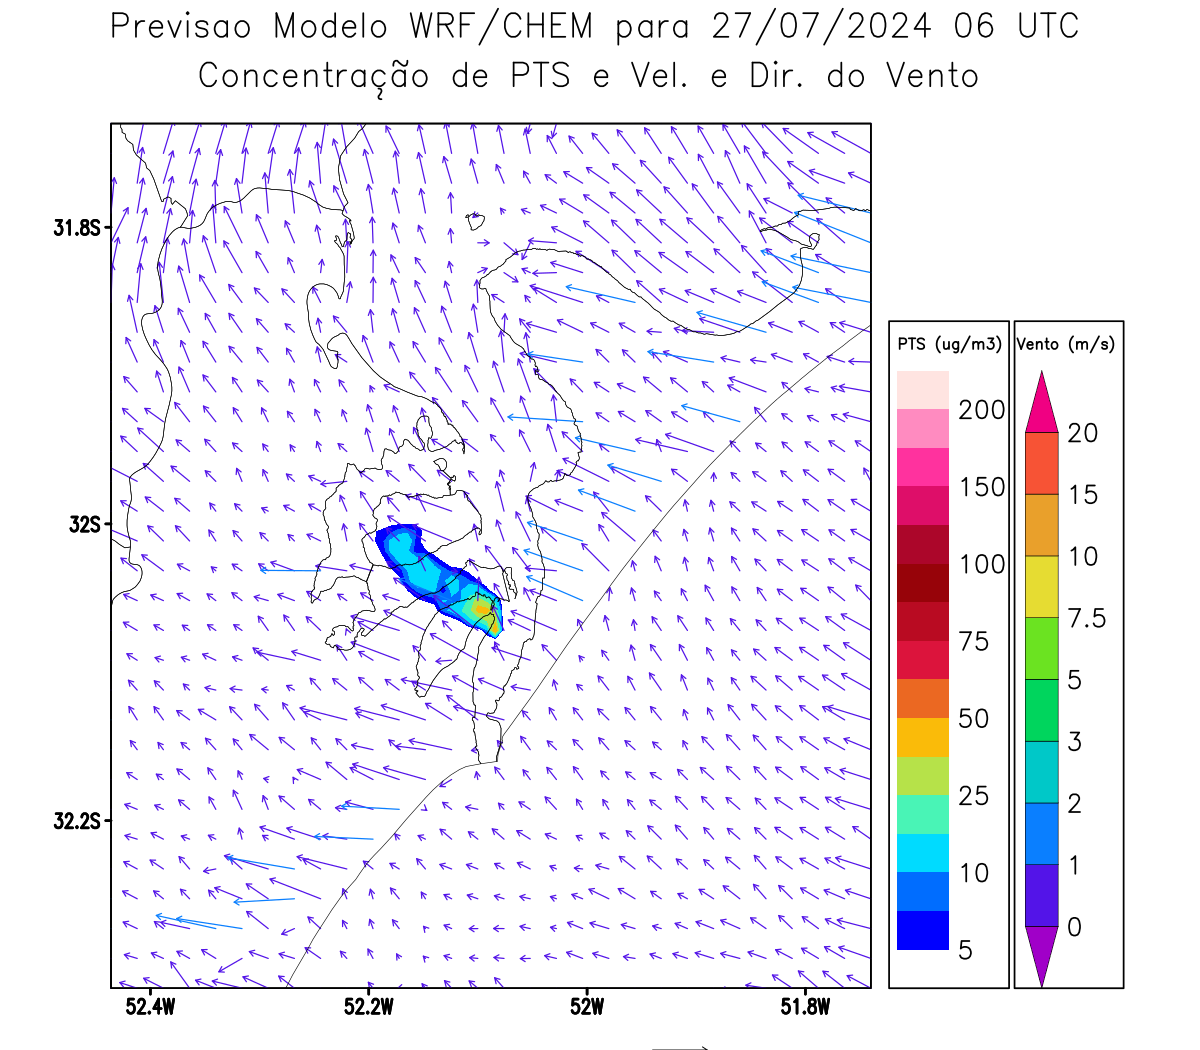 Previsao Modelo WRF/CHEM para 27/07/2024 06 UTC
Concentração de PTS e Vel. e Dir. do Vento
31.8S
32S
32.2S
52.4W
52.2W
52W
51.8W
PTS (ug/m3)
200
150
100
75
50
25
10
5
Vento (m/s)
20
15
10
7.5
5
3
2
1
0